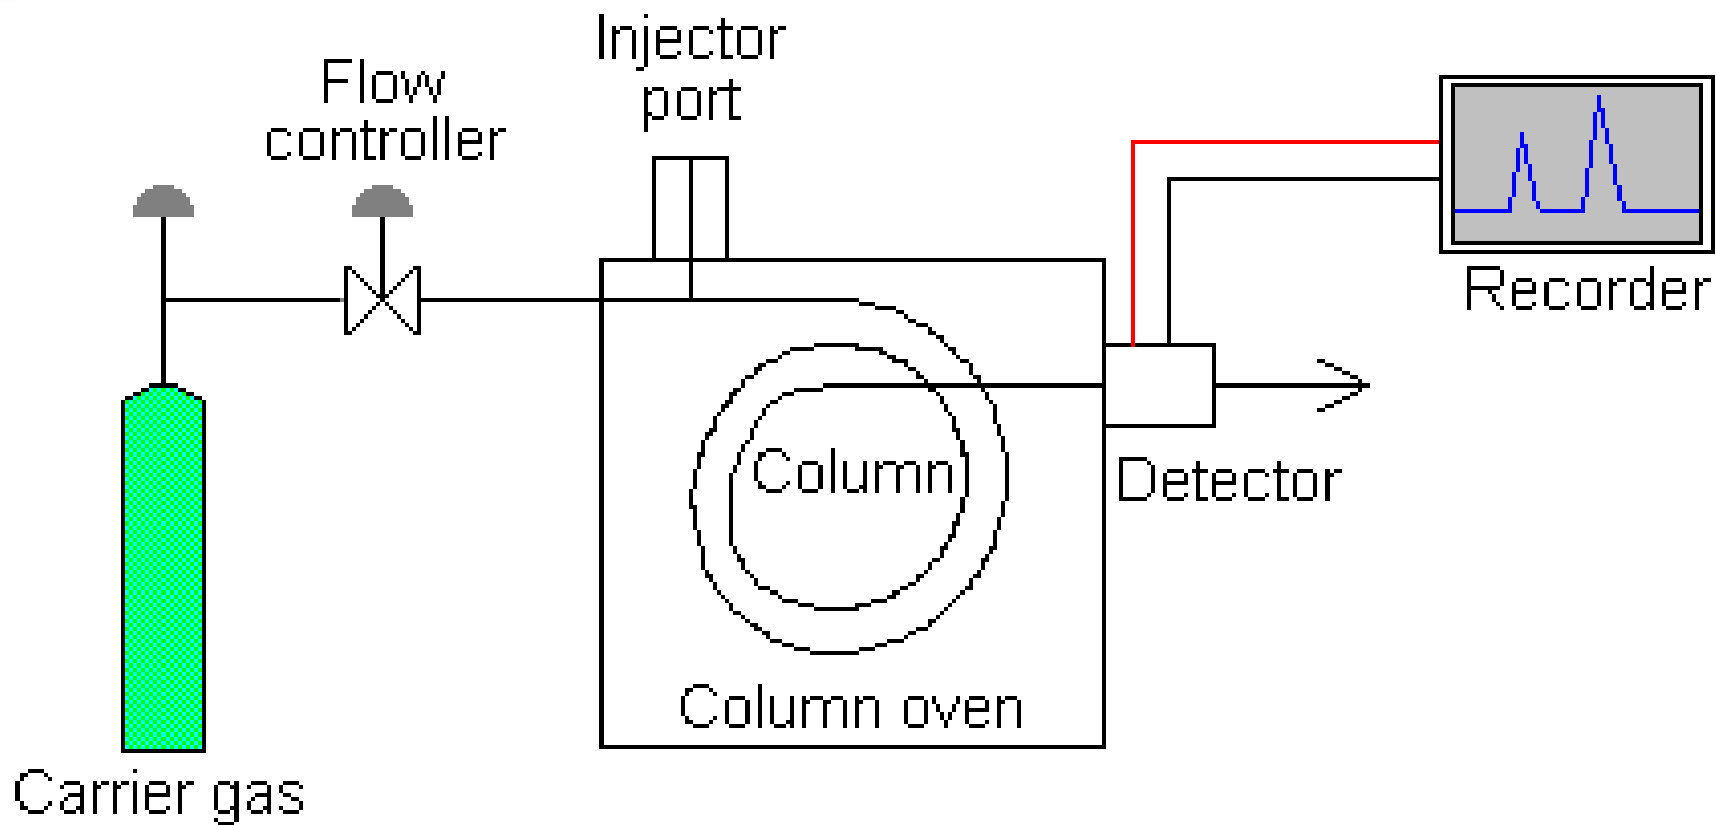 Injector
port
Flow
controller
Recorder
Column
Detector
Column oven
Carrier gas